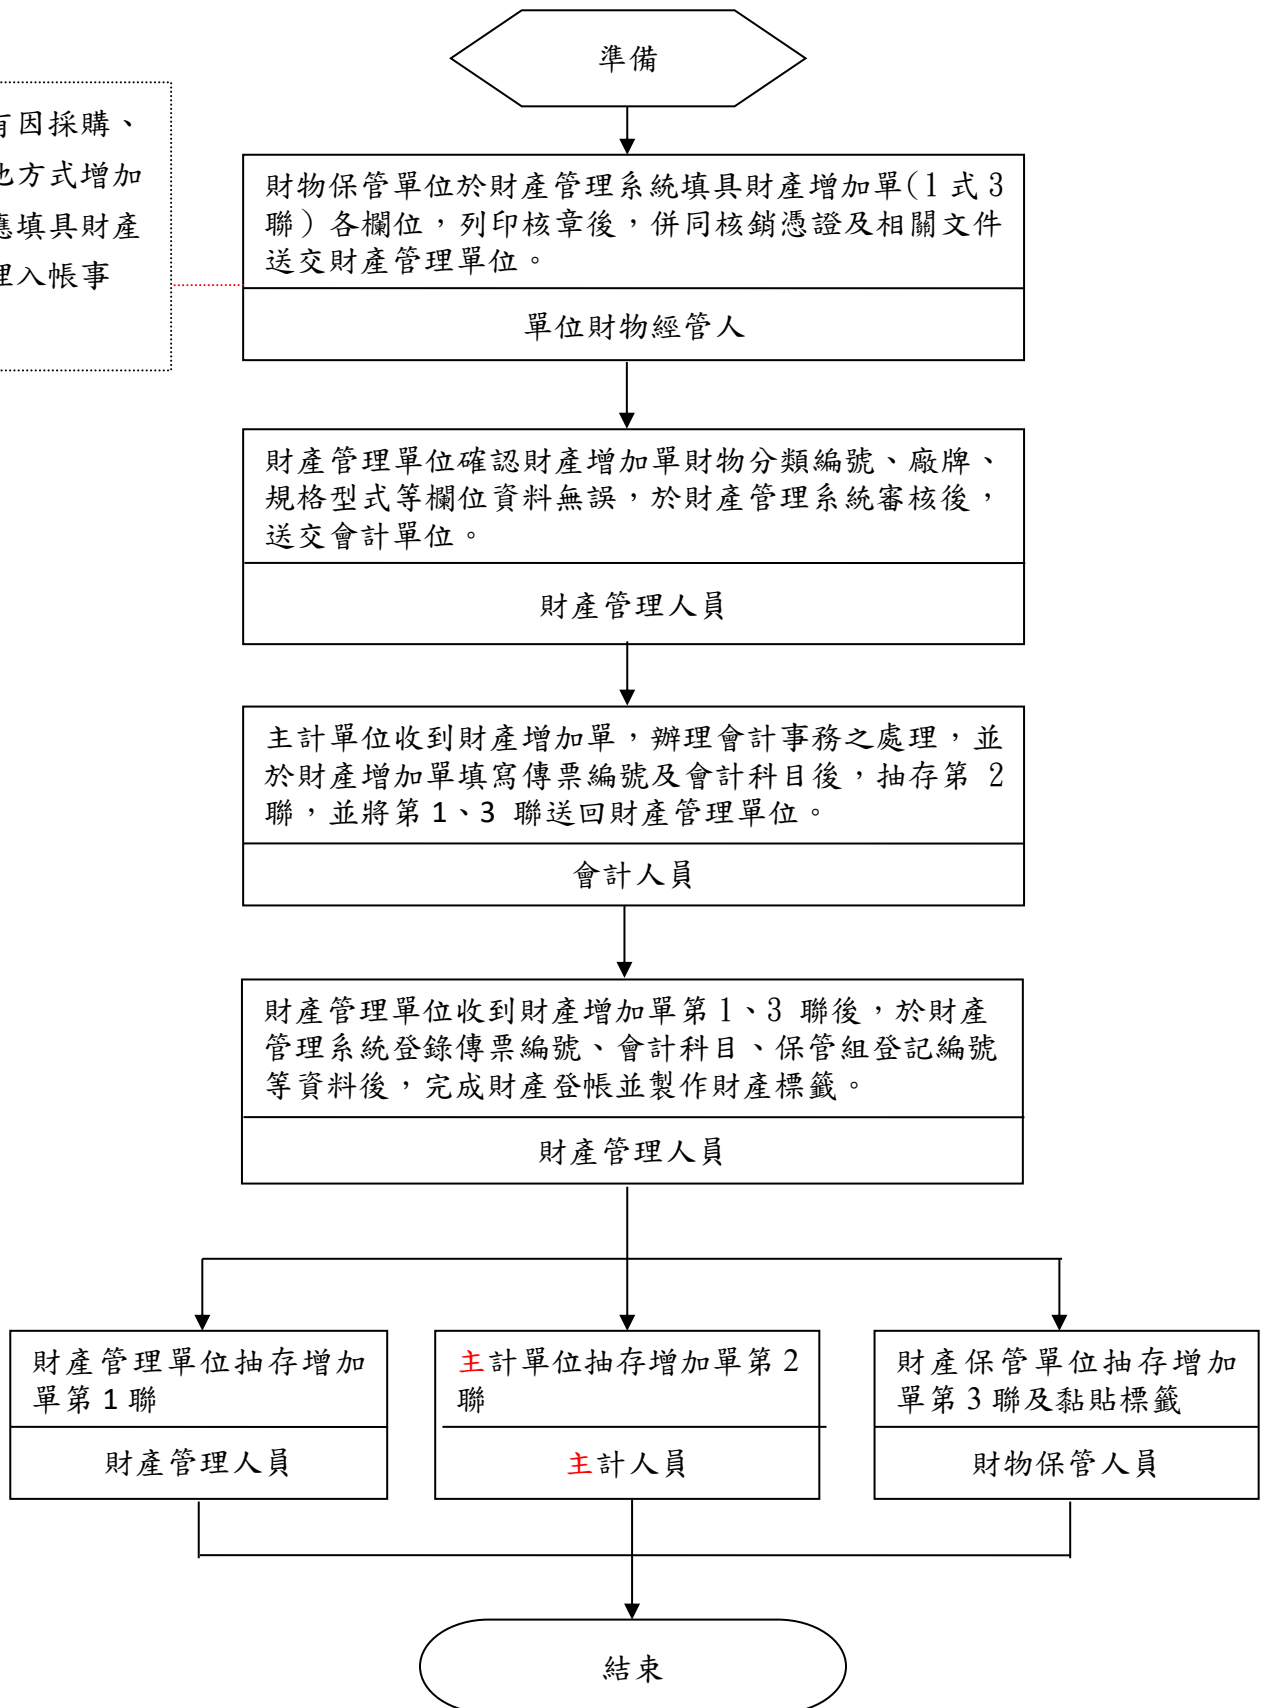 準備
有因採購、
他方式增加
應填具財產
理入帳事
財物保管單位於財產管理系統填具財產增加單(1式3
聯）各欄位，列印核章後，併同核銷憑證及相關文件
送交財產管理單位。
單位財物經管人
財產管理單位確認財產增加單財物分類編號、廠牌、
規格型式等欄位資料無誤，於財產管理系統審核後，
送交會計單位。
財產管理人員
主計單位收到財產增加單，辦理會計事務之處理，並
於財產增加單填寫傳票編號及會計科目後，抽存第 2
聯，並將第1、3 聯送回財產管理單位。
會計人員
財產管理單位收到財產增加單第1、3 聯後，於財產
管理系統登錄傳票編號、會計科目、保管組登記編號
等資料後，完成財產登帳並製作財產標籤。
財產管理人員
財產管理單位抽存增加
單第1聯
財產管理人員
主計單位抽存增加單第2
聯
主計人員
財產保管單位抽存增加
單第3聯及黏貼標籤
財物保管人員
結束